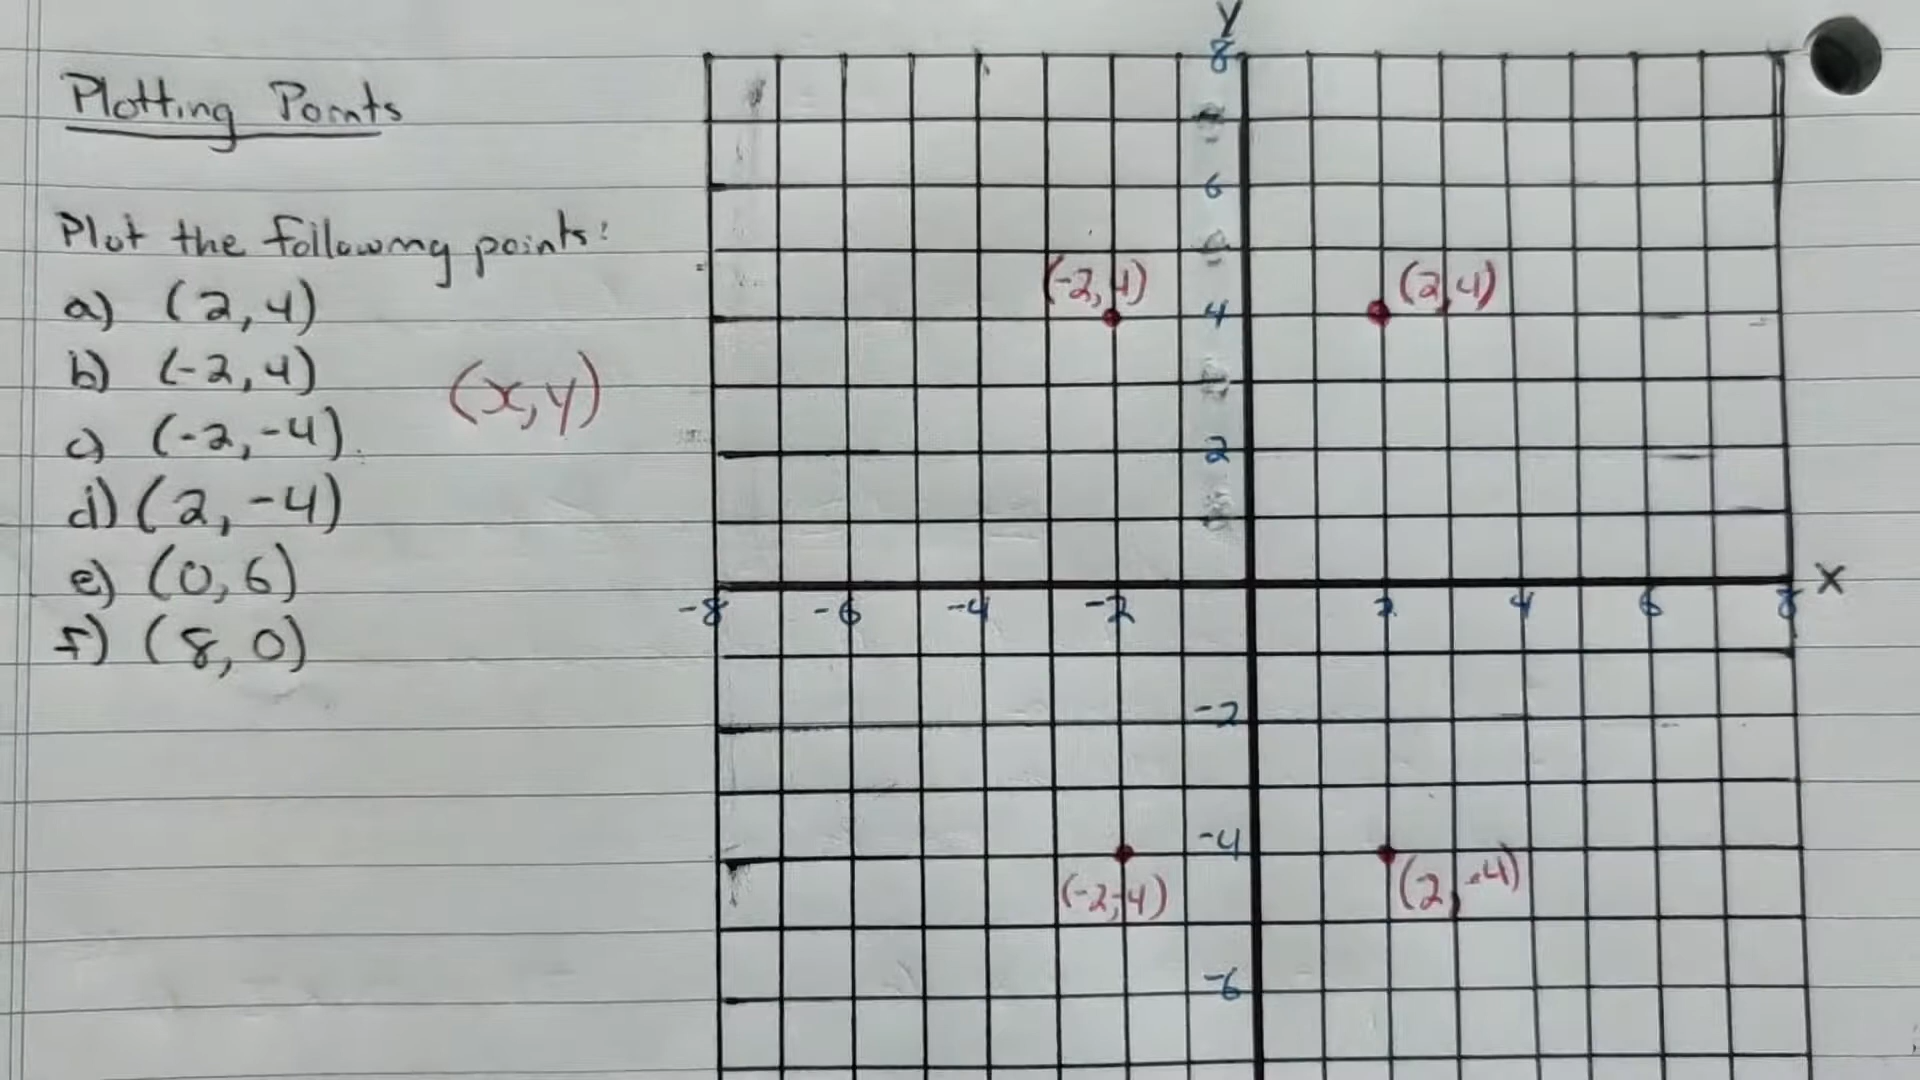 Plotting Points
Plot the following points:
a) (2,4)
b) (-2,4)
c) (-2,-4)
d) (2,-4)
e) (0,6)
f) (8,0)
(x,y)
y
8
6
(-2,4)
(2,4)
4
2
-8 -6 -4 -2 2 4 6 8 x
-2
-4
(-2,-4)
(2,-4)
-6